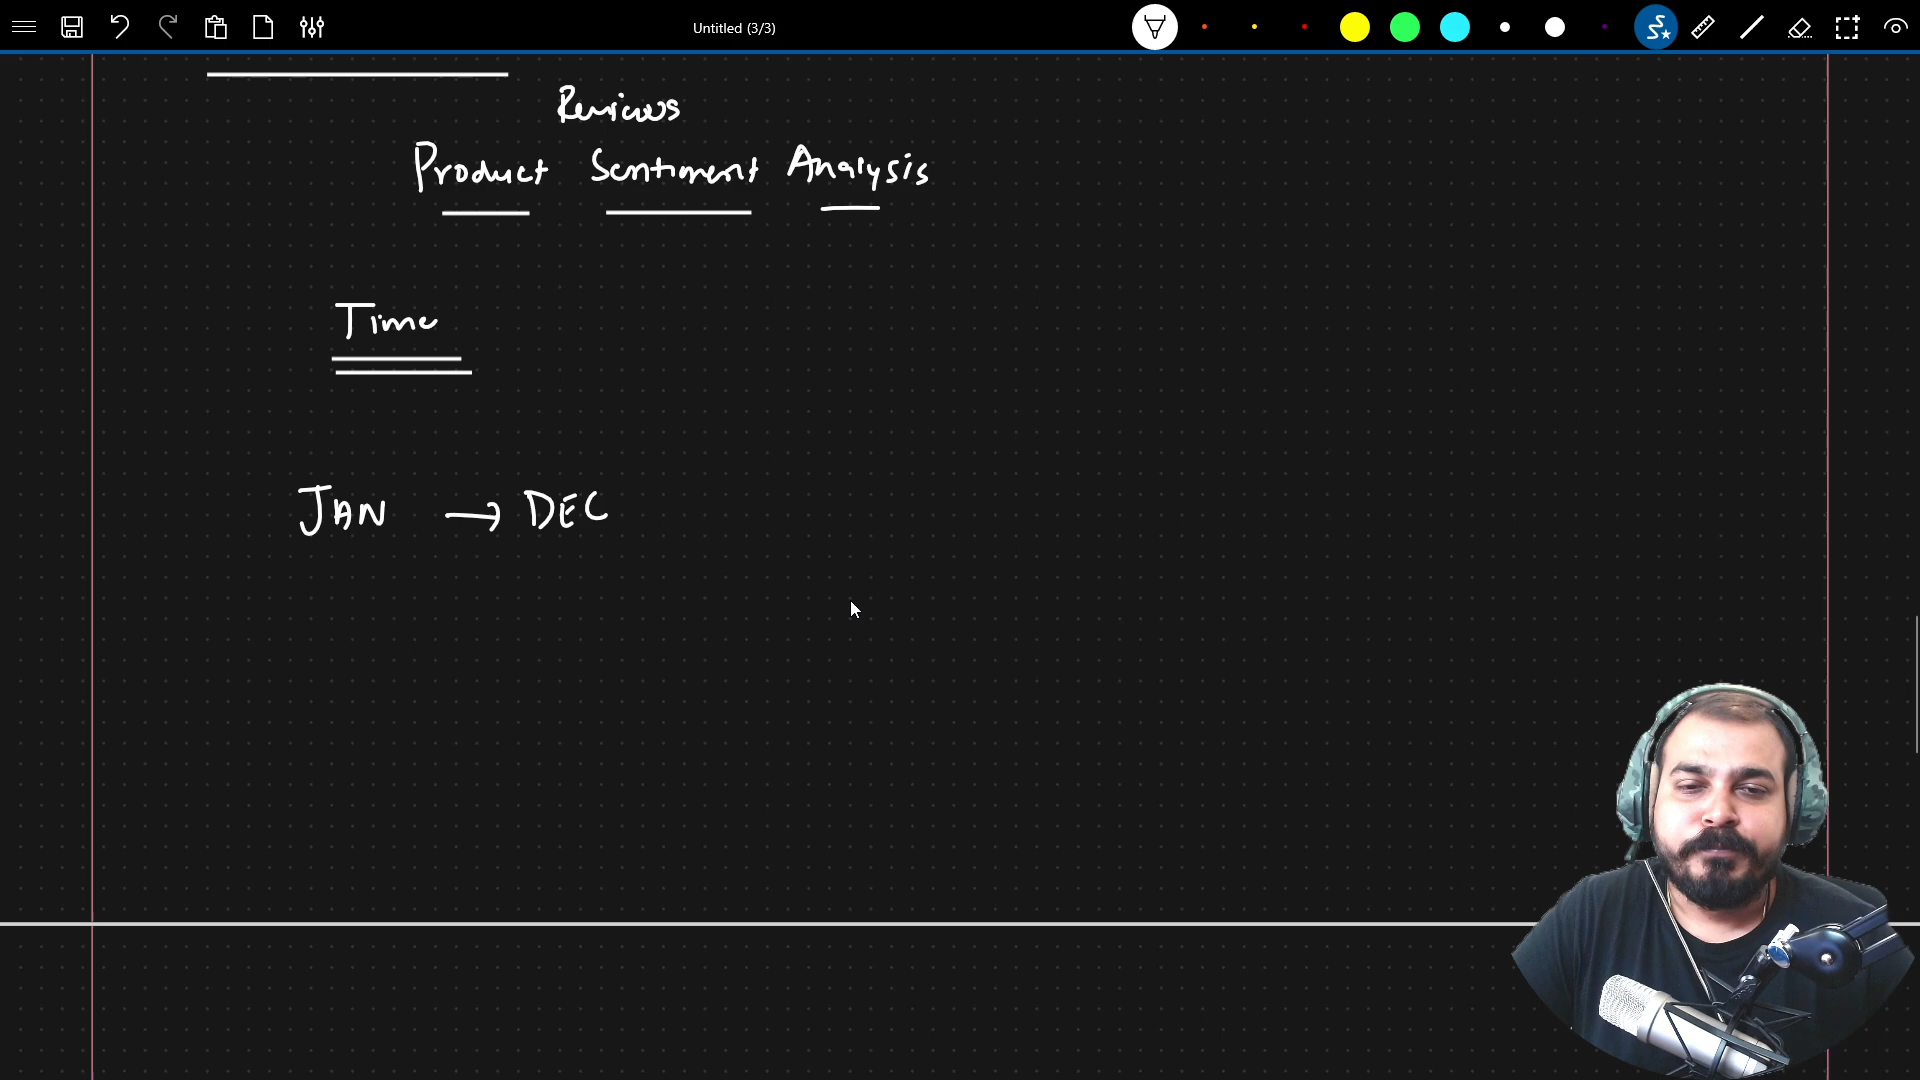 Untitled (3/3)
Reviews
Product Sentiment Analysis
Time
JAN → DEC